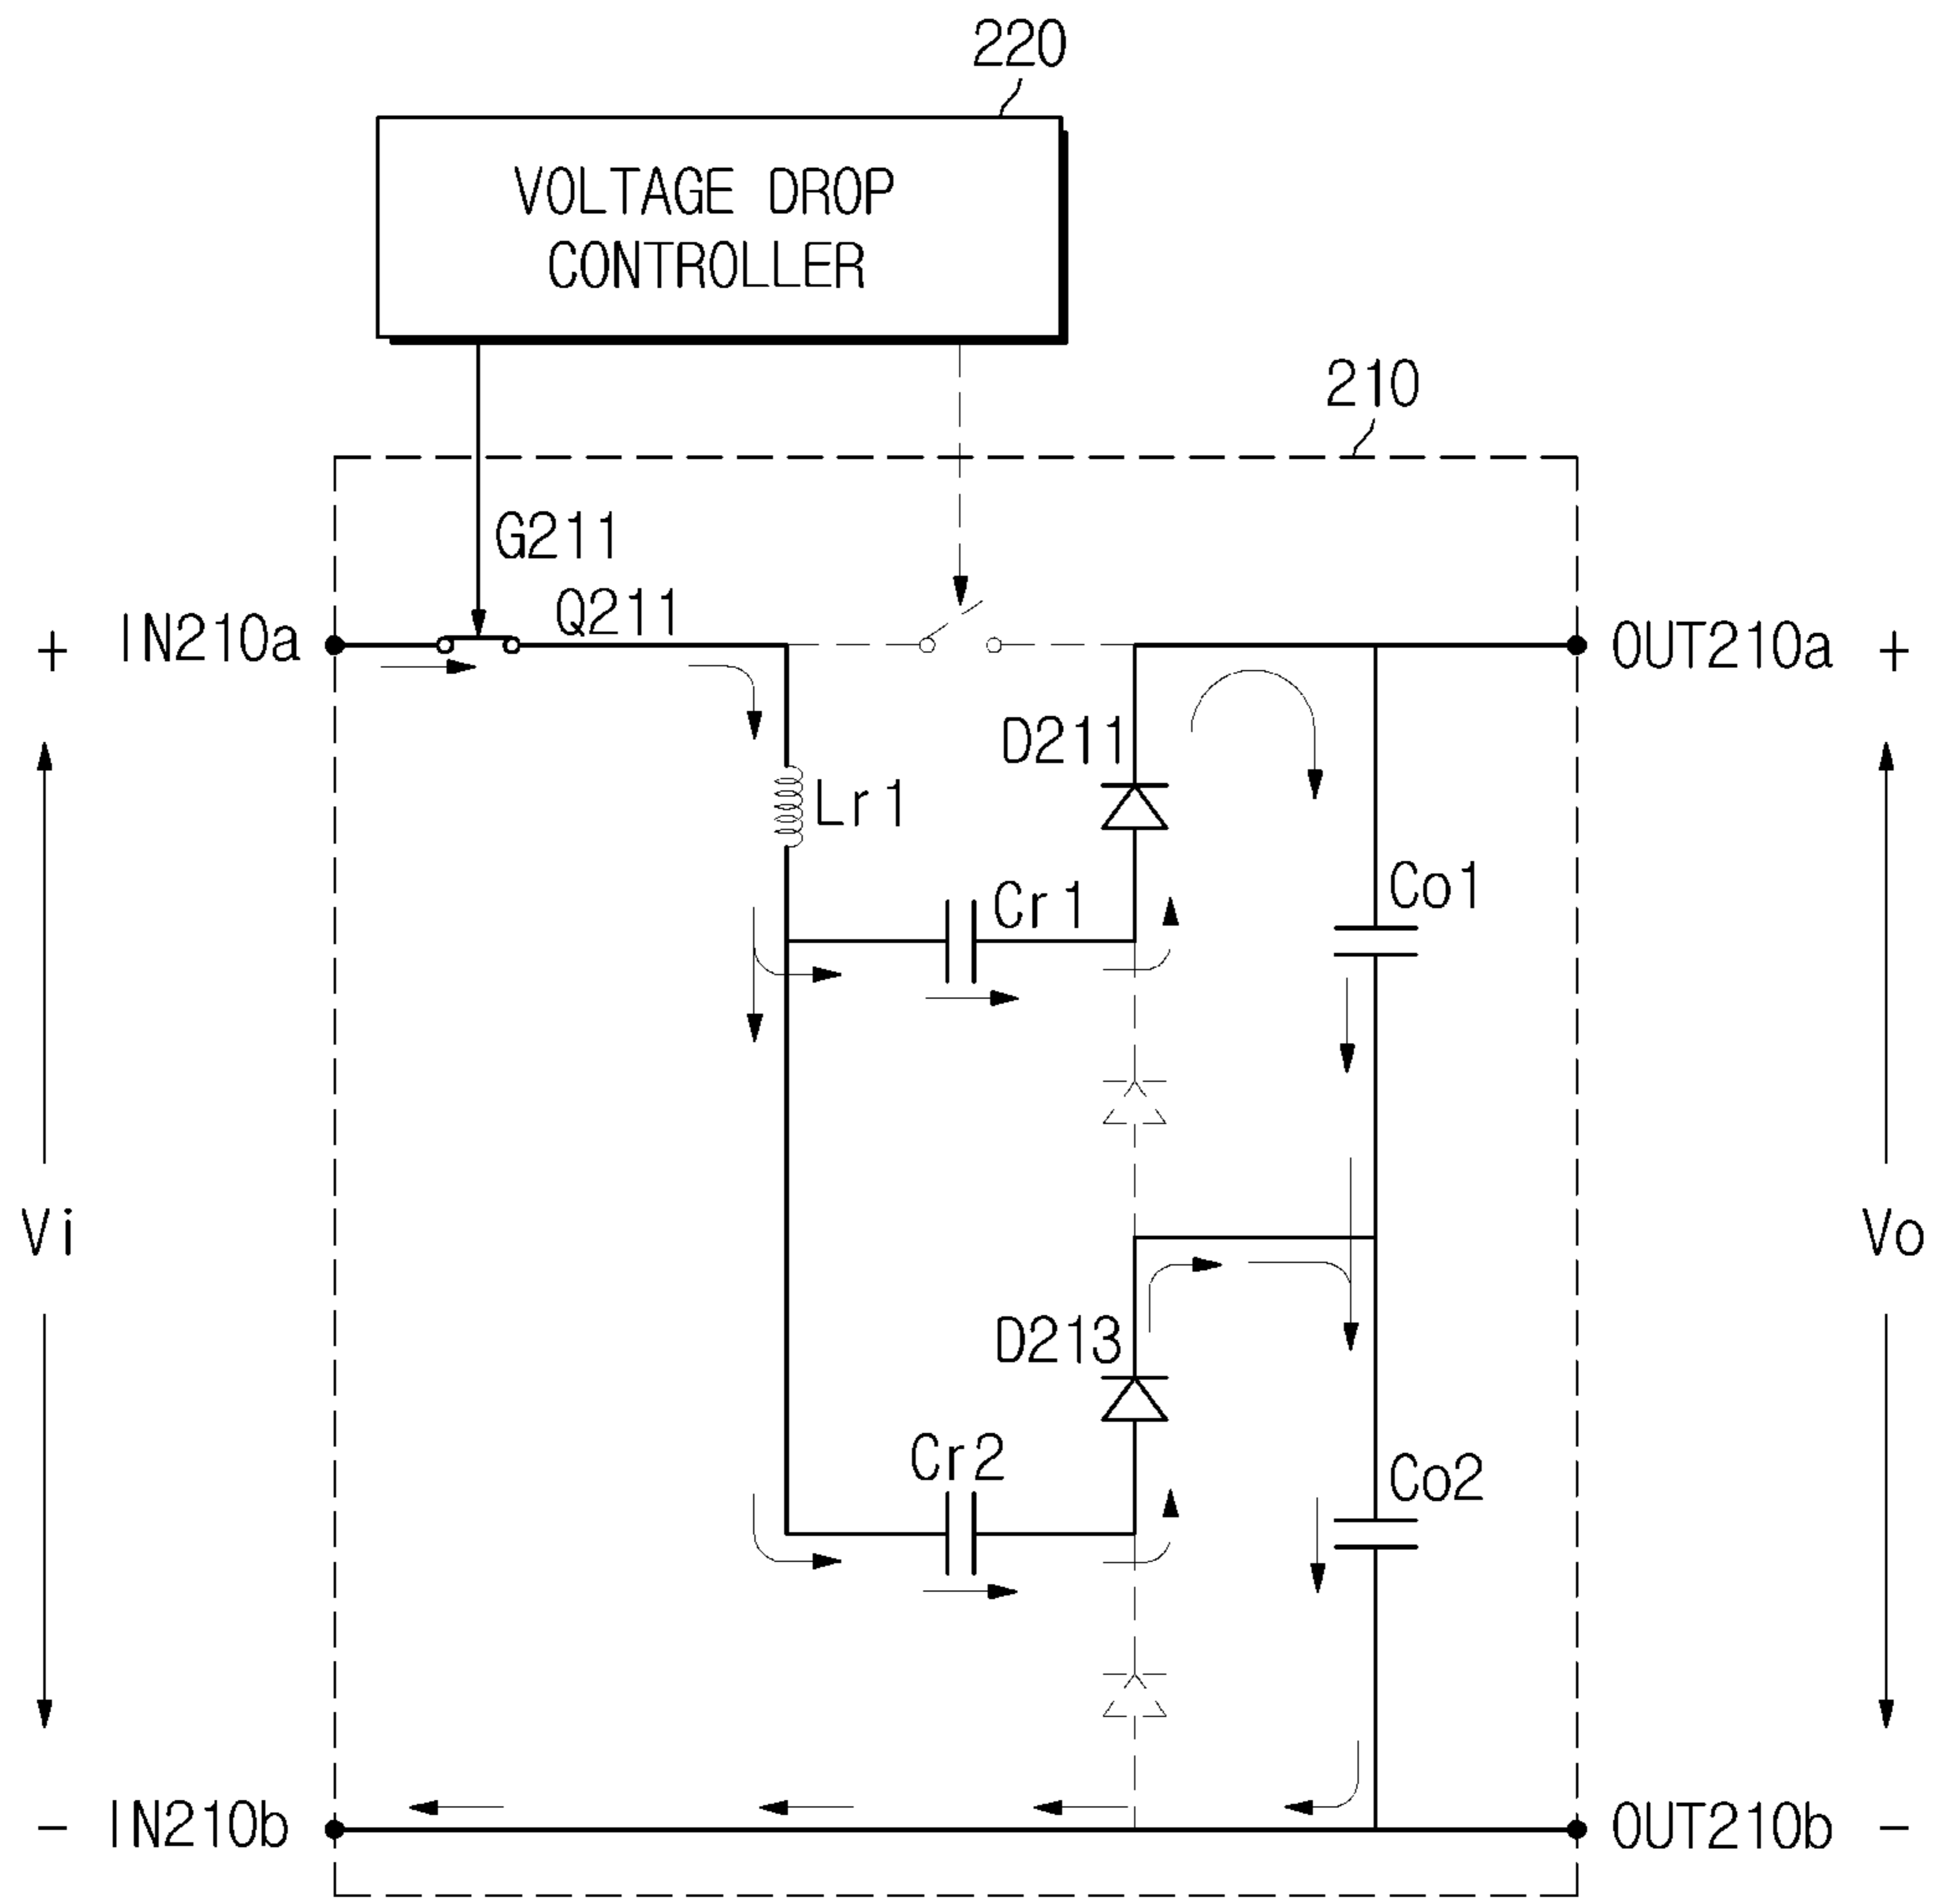 220
VOLTAGE DROP
CONTROLLER
210
G211
Q211
+ IN210a
OUT210a +
D211
Lr1
Cr1
Co1
Vi
Vo
D213
Cr2
Co2
- IN210b
OUT210b -